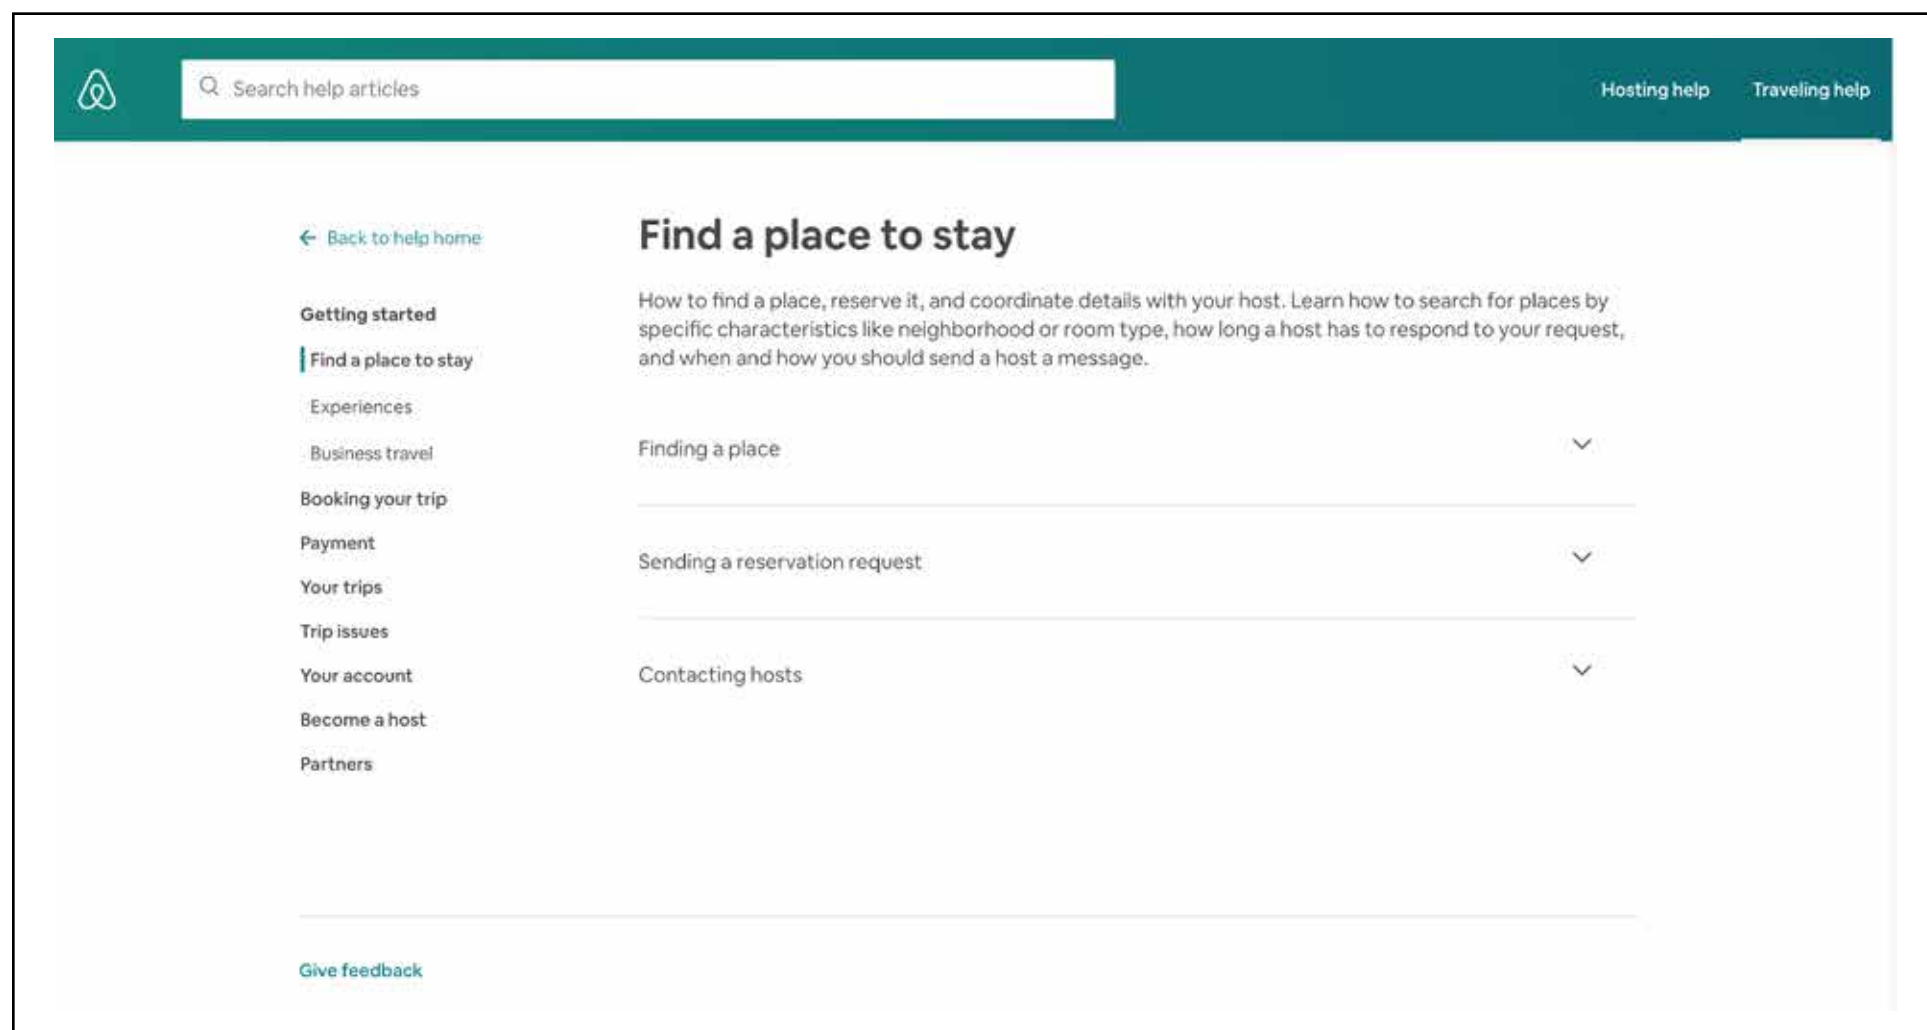 Search help articles
Hosting help
Traveling help
Back to help home
Getting started
Find a place to stay
Experiences
Business travel
Booking your trip
Payment
Your trips
Trip issues
Your account
Become a host
Partners
Find a place to stay
How to find a place, reserve it, and coordinate details with your host. Learn how to search for places by
specific characteristics like neighborhood or room type, how long a host has to respond to your request,
and when and how you should send a host a message.
Finding a place
Sending a reservation request
Contacting hosts
Give feedback